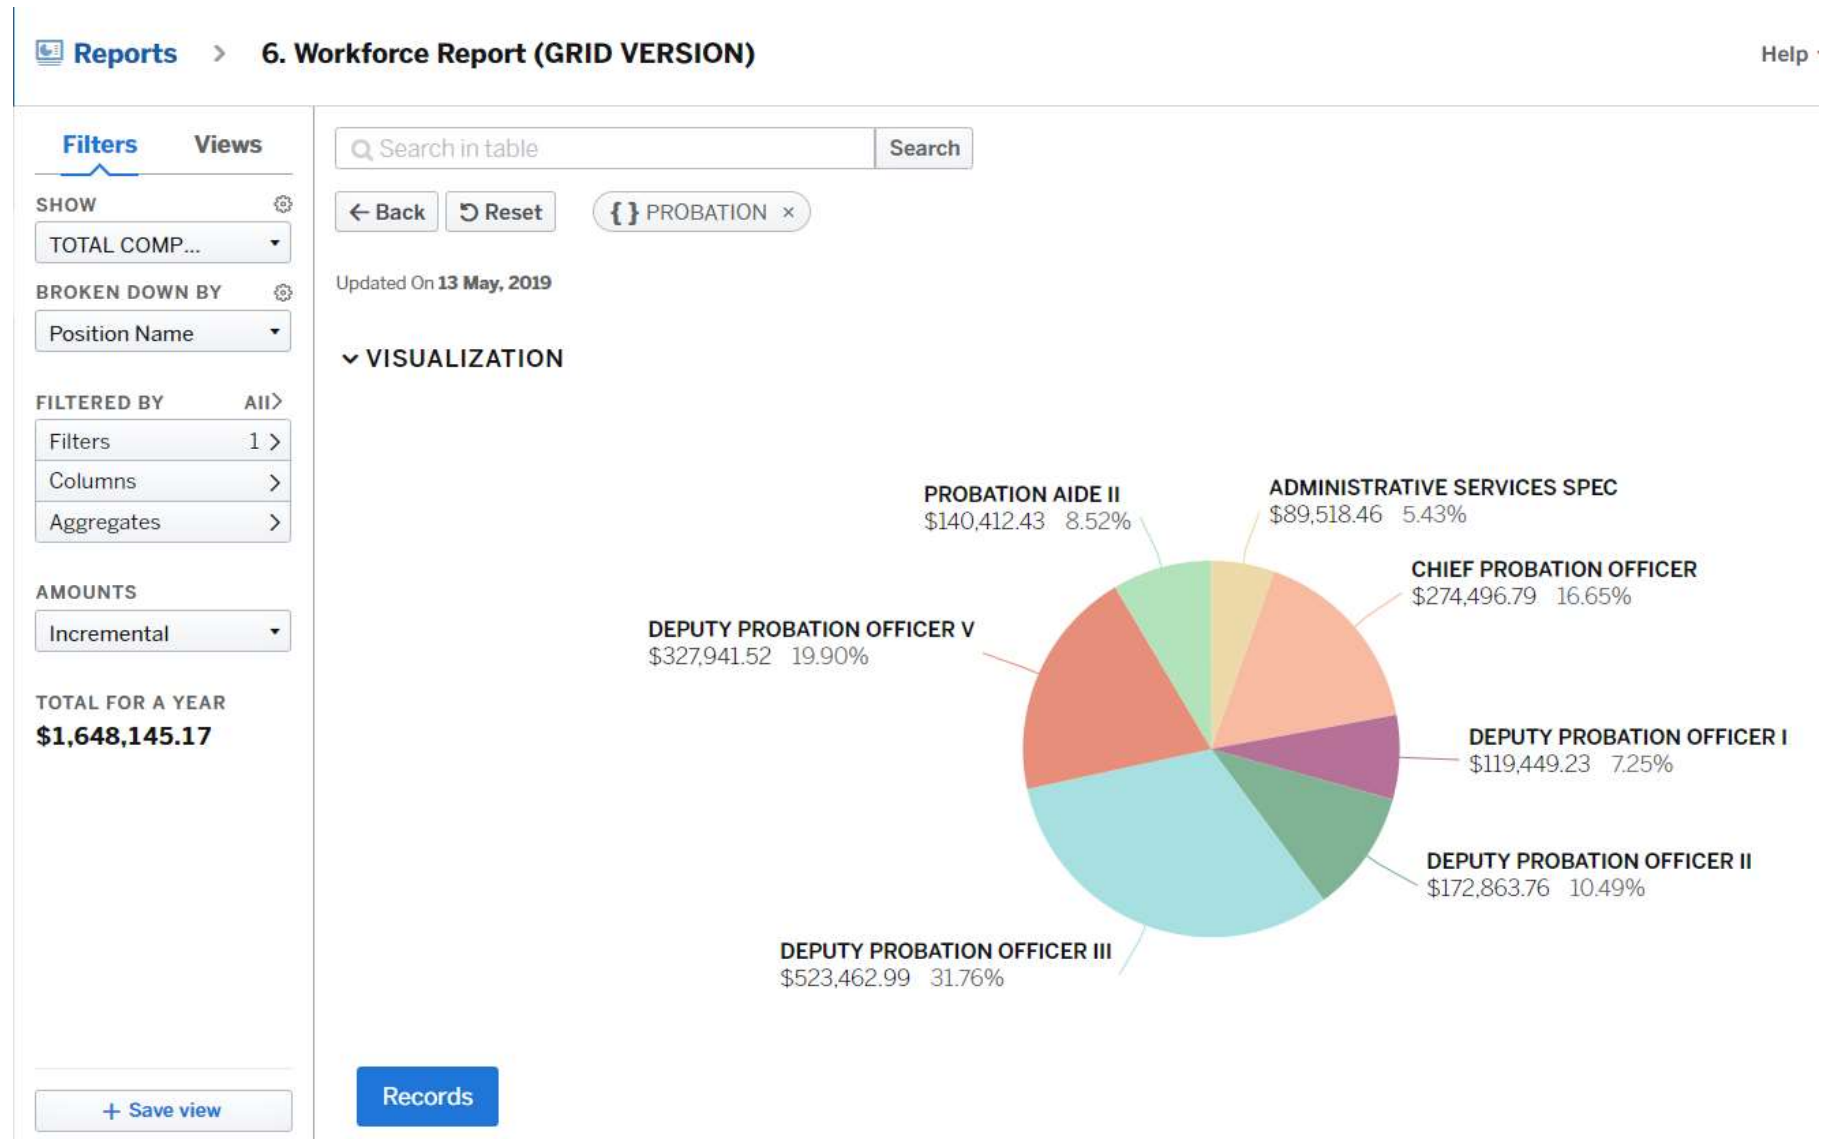 Reports > 6. Workforce Report (GRID VERSION)
Help
Filters Views
SHOW
TOTAL COMP...
BROKEN DOWN BY
Position Name
FILTERED BY All>
Filters 1 >
Columns >
Aggregates >
AMOUNTS
Incremental
TOTAL FOR A YEAR
$1,648,145.17
+ Save view
Search in table
Search
← Back
Reset
{ } PROBATION ×
Updated On 13 May, 2019
VISUALIZATION
PROBATION AIDE II
$140,412.43 8.52%
ADMINISTRATIVE SERVICES SPEC
$89,518.46 5.43%
CHIEF PROBATION OFFICER
$274,496.79 16.65%
DEPUTY PROBATION OFFICER V
$327,941.52 19.90%
DEPUTY PROBATION OFFICER I
$119,449.23 7.25%
DEPUTY PROBATION OFFICER II
$172,863.76 10.49%
DEPUTY PROBATION OFFICER III
$523,462.99 31.76%
Records